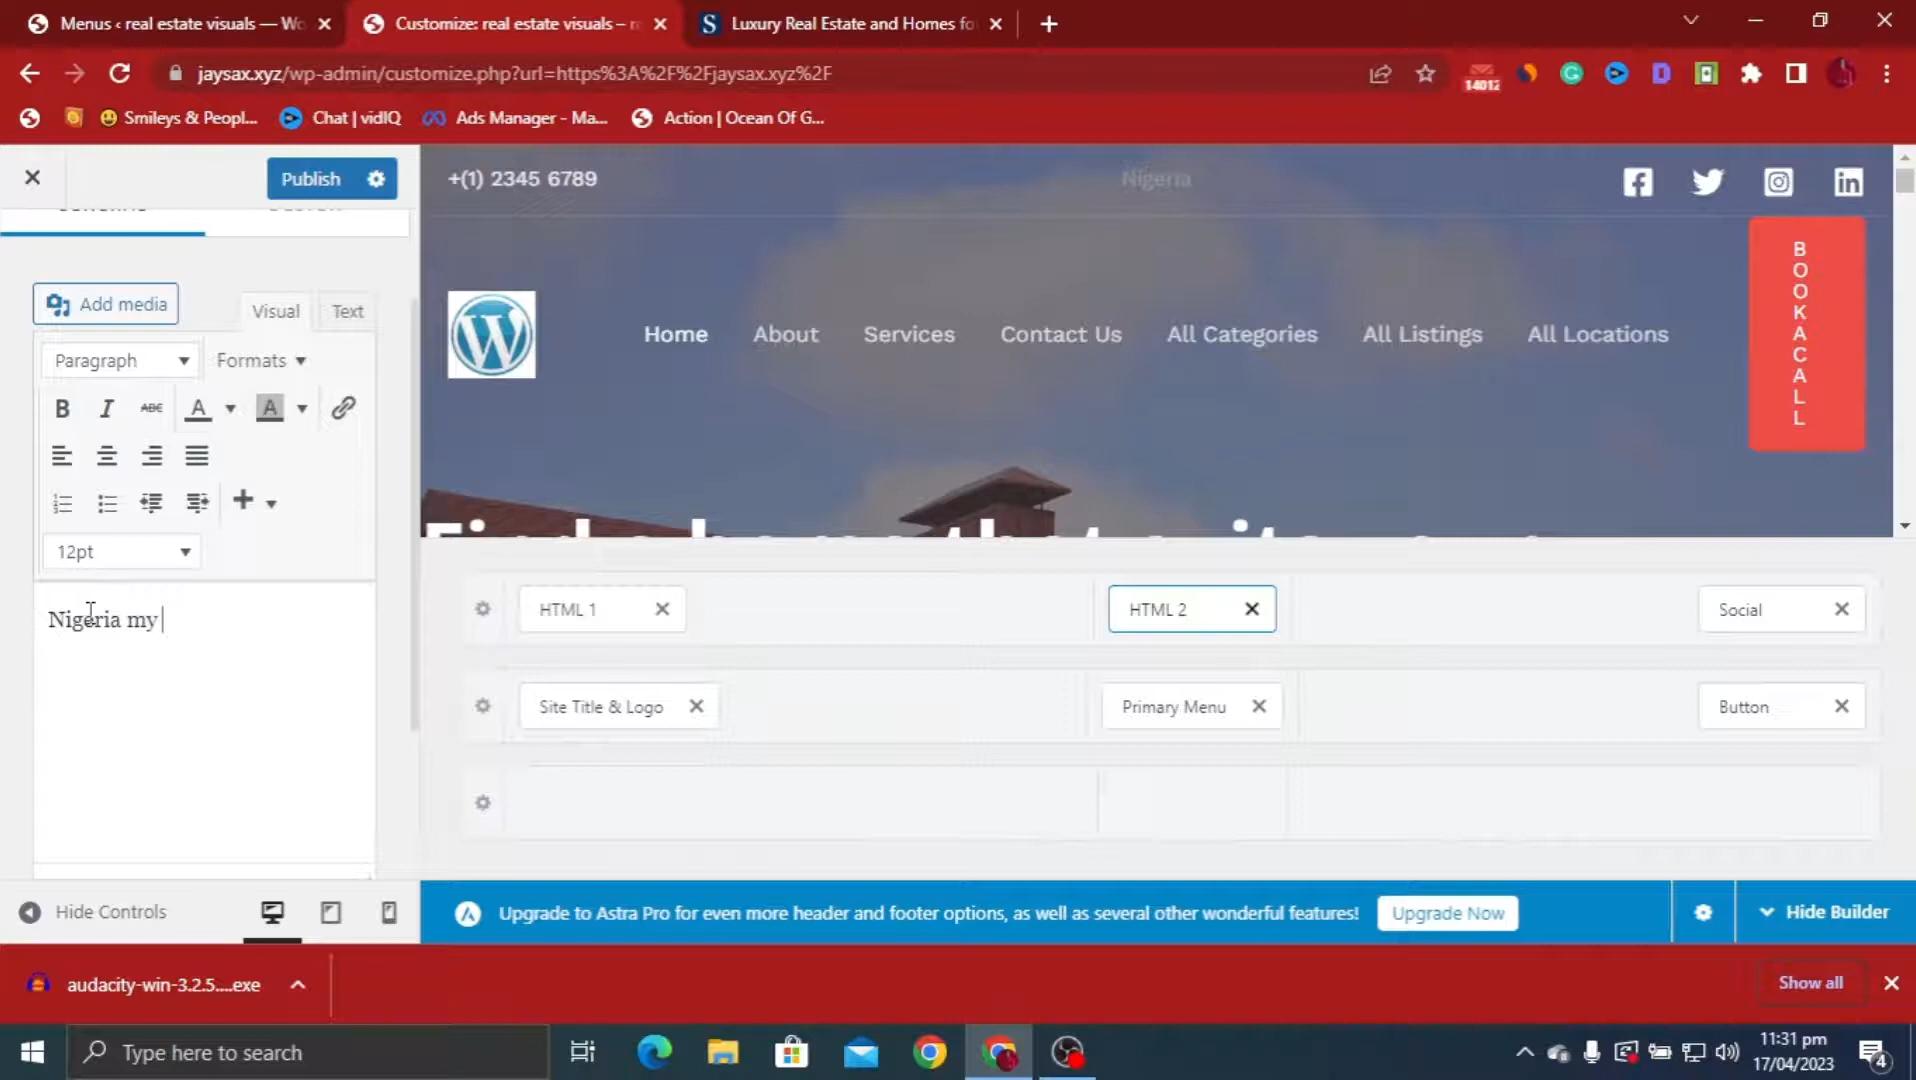 Menus ‹ real estate visuals — Wo
Customize: real estate visuals – r
Luxury Real Estate and Homes fo
jaysax.xyz/wp-admin/customize.php?url=https%3A%2F%2Fjaysax.xyz%2F
14012
Smileys & Peopl...
Chat | vidIQ
Ads Manager - Ma...
Action | Ocean Of G...
Publish
+(1) 2345 6789
Nigeria
Add media
Visual
Text
Paragraph
Formats
B I ABC A A
12pt
Nigeria my
Home
About
Services
Contact Us
All Categories
All Listings
All Locations
BOOK A CALL
HTML 1
HTML 2
Social
Site Title & Logo
Primary Menu
Button
Hide Controls
Upgrade to Astra Pro for even more header and footer options, as well as several other wonderful features!
Upgrade Now
Hide Builder
audacity-win-3.2.5....exe
Show all
Type here to search
11:31 pm
17/04/2023
4